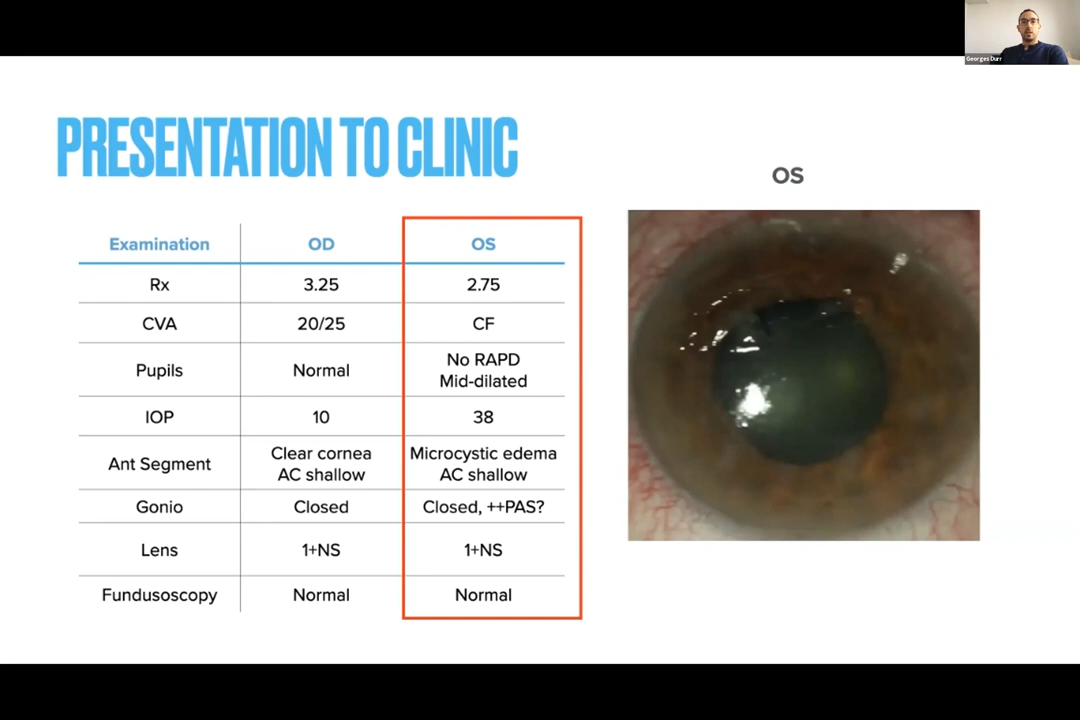 Georges Durr
PRESENTATION TO CLINIC
OS
Examination OD OS
Rx 3.25 2.75
CVA 20/25 CF
Pupils Normal No RAPD
Mid-dilated
IOP 10 38
Ant Segment Clear cornea Microcystic edema
AC shallow AC shallow
Gonio Closed Closed, ++PAS?
Lens 1+NS 1+NS
Fundusoscopy Normal Normal